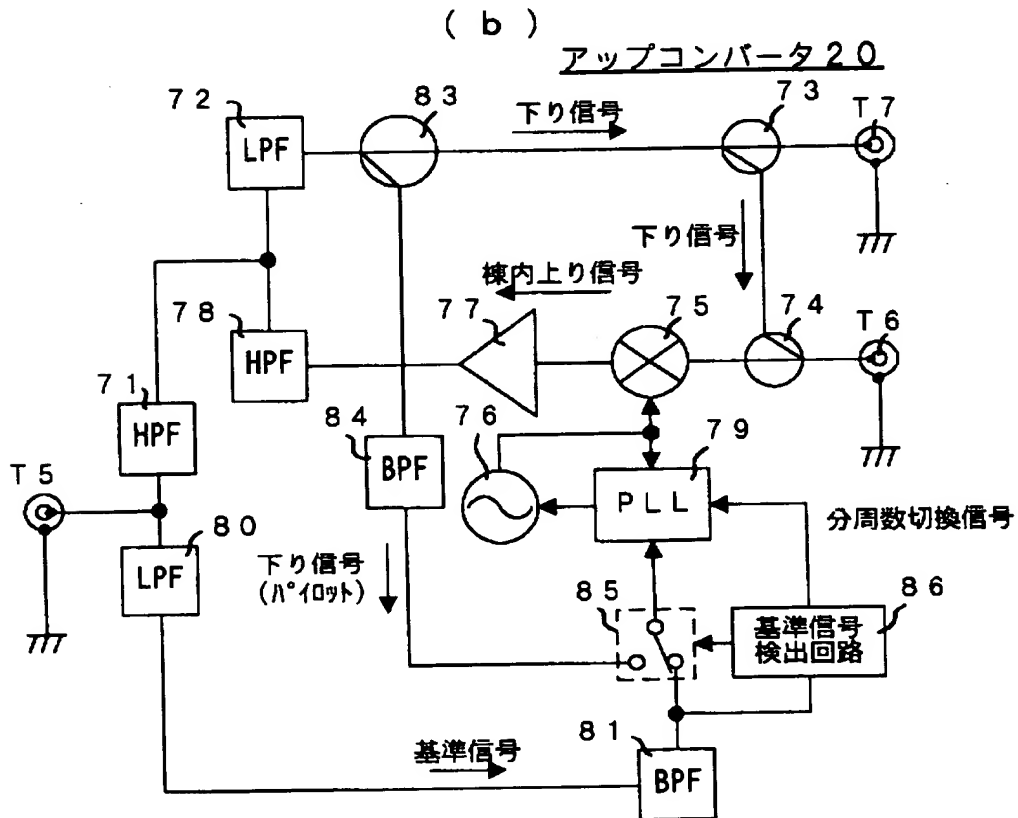 ( b )
アップコンバータ20
72
83
下り信号
73
T7
LPF
下り信号
棟内上り信号
78
77
75
74
T6
HPF
71
HPF
84
BPF
76
79
PLL
分周数切換信号
T5
80
LPF
下り信号
(パイロット)
85
86
基準信号
検出回路
基準信号
81
BPF